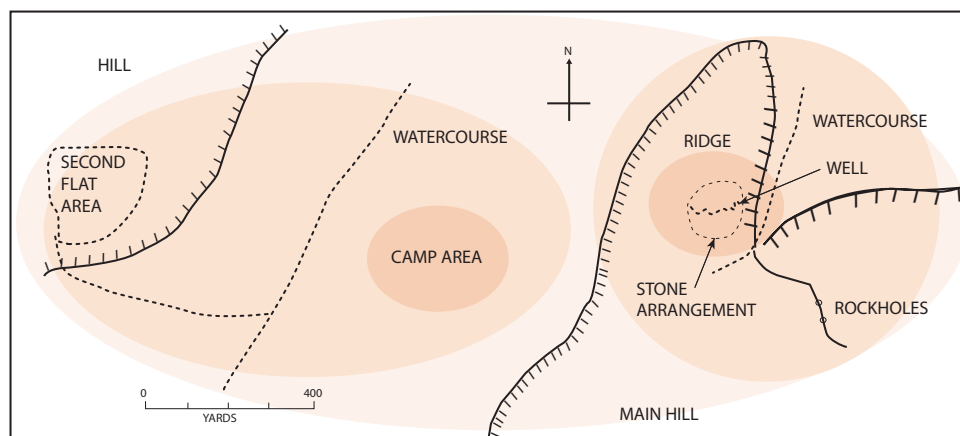 HILL
N
WATERCOURSE
SECOND
FLAT
AREA
CAMP AREA
RIDGE
WATERCOURSE
WELL
STONE
ARRANGEMENT
ROCKHOLES
MAIN HILL
0
400
YARDS